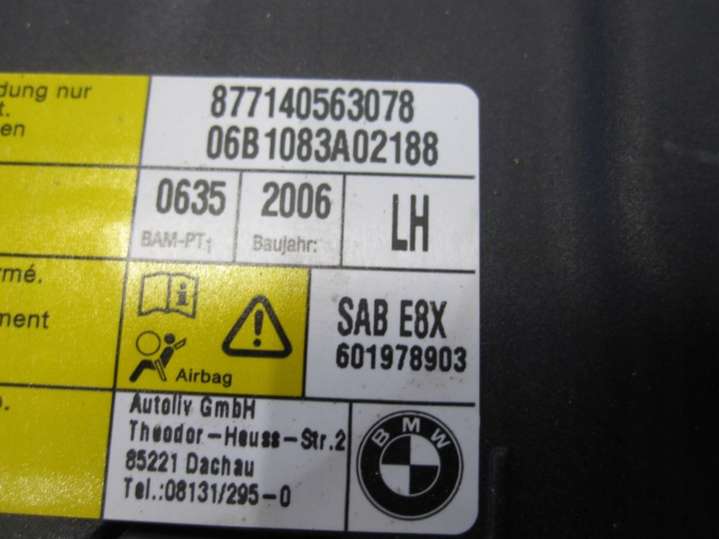 dung nur
t.
en
877140563078
06B1083A02188
0635
2006
LH
BAM-PT1
Baujahr:
rmé.
ment
SAB E8X
601978903
Airbag
Autoliv GmbH
Theodor-Heuss-Str.2
85221 Dachau
Tel.:08131/295-0
BMW